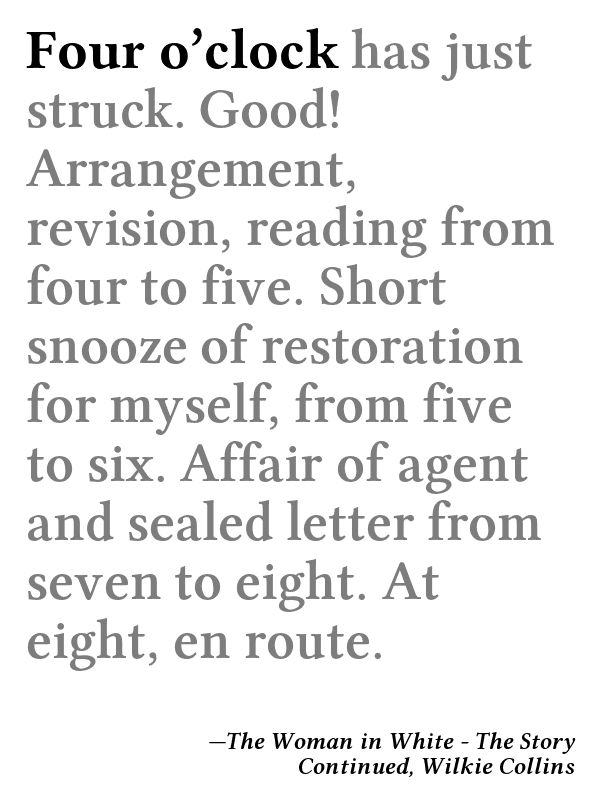 Four o’clock has just
struck. Good!
Arrangement,
revision, reading from
four to five. Short
snooze of restoration
for myself, from five
to six. Affair of agent
and sealed letter from
seven to eight. At
eight, en route.
—The Woman in White - The Story
Continued, Wilkie Collins